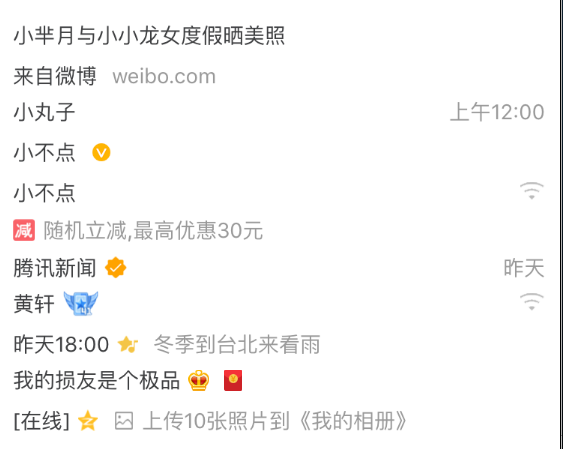 小芈月与小小龙女度假晒美照
来自微博 weibo.com
小丸子 上午12:00
小不点
小不点
减 随机立减,最高优惠30元
腾讯新闻 昨天
黄轩
昨天18:00 冬季到台北来看雨
我的损友是个极品
[在线] 上传10张照片到《我的相册》